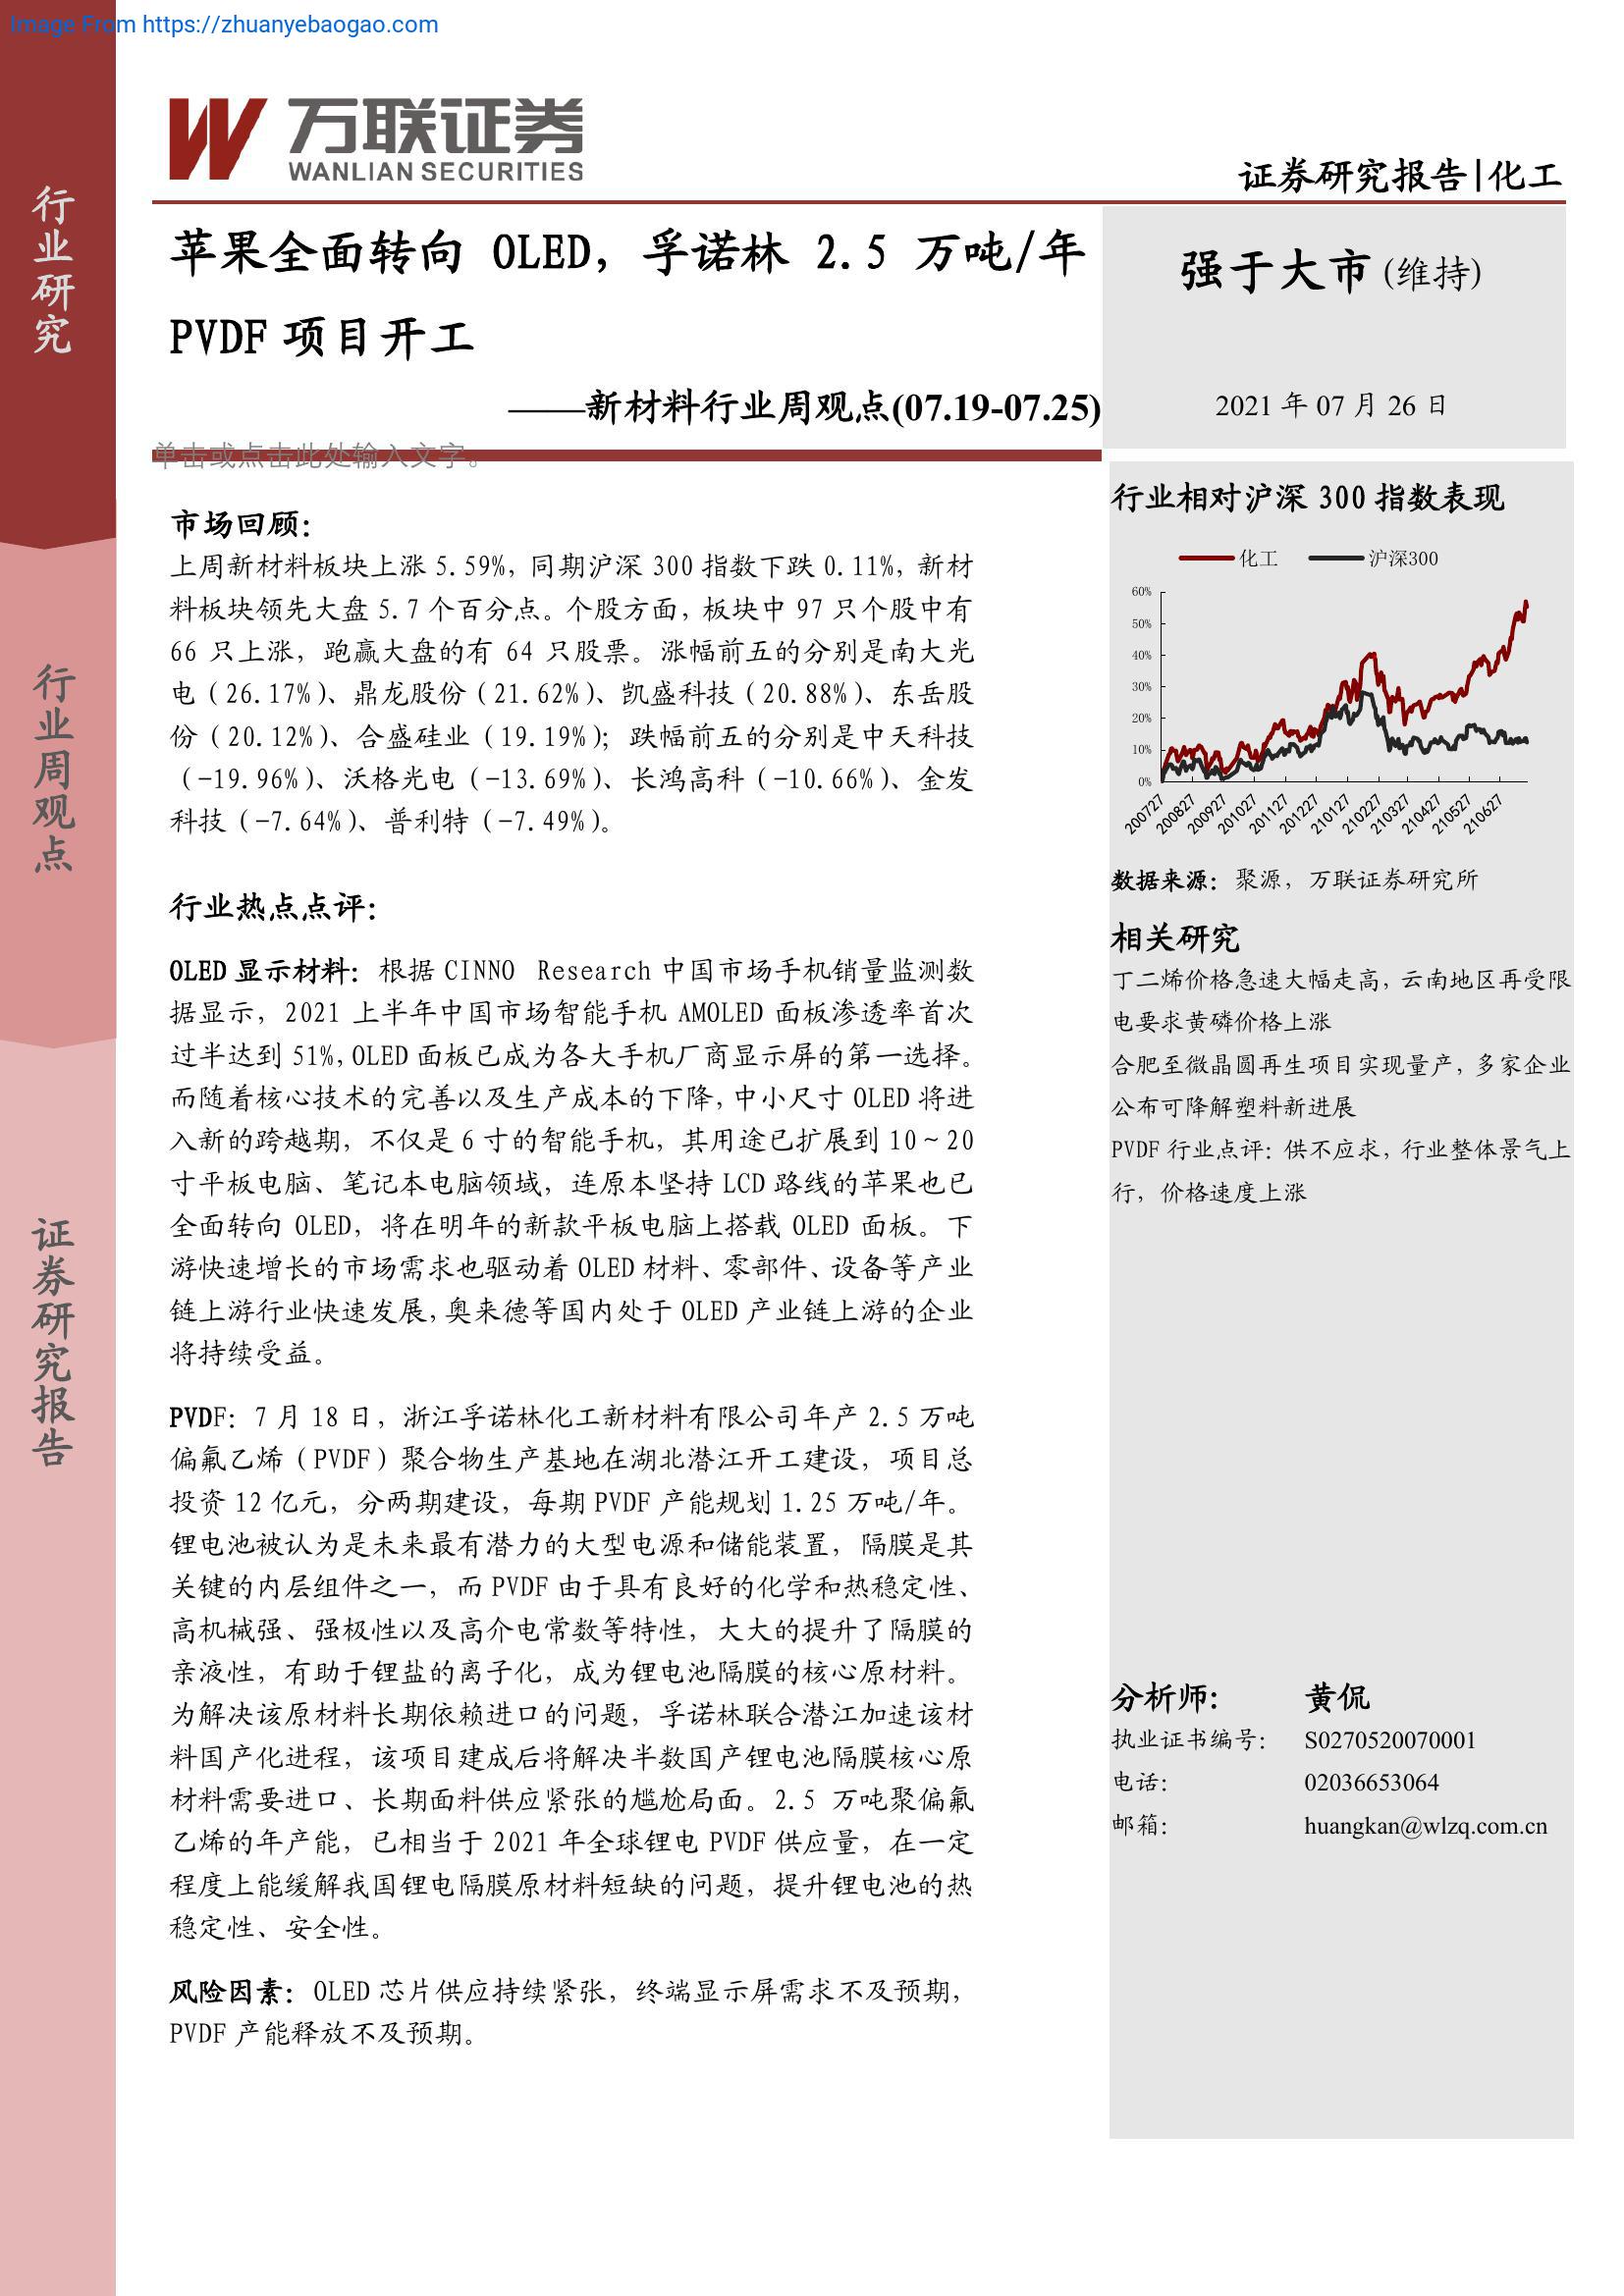 Image From https://zhuanyebaogao.com
行业研究
行业周观点
证券研究报告
万联证券
WANLIAN SECURITIES
证券研究报告|化工
苹果全面转向 OLED，孚诺林 2.5 万吨/年
PVDF 项目开工
——新材料行业周观点(07.19-07.25)
强于大市(维持)
2021 年 07 月 26 日
单击或点击此处输入文字。
市场回顾：
上周新材料板块上涨 5.59%，同期沪深 300 指数下跌 0.11%，新材
料板块领先大盘 5.7 个百分点。个股方面，板块中 97 只个股中有
66 只上涨，跑赢大盘的有 64 只股票。涨幅前五的分别是南大光
电（26.17%）、鼎龙股份（21.62%）、凯盛科技（20.88%）、东岳股
份（20.12%）、合盛硅业（19.19%）；跌幅前五的分别是中天科技
（-19.96%）、沃格光电（-13.69%）、长鸿高科（-10.66%）、金发
科技（-7.64%）、普利特（-7.49%）。
行业热点点评：
OLED 显示材料：根据 CINNO Research 中国市场手机销量监测数
据显示，2021 上半年中国市场智能手机 AMOLED 面板渗透率首次
过半达到 51%，OLED 面板已成为各大手机厂商显示屏的第一选择。
而随着核心技术的完善以及生产成本的下降，中小尺寸 OLED 将进
入新的跨越期，不仅是 6 寸的智能手机，其用途已扩展到 10～20
寸平板电脑、笔记本电脑领域，连原本坚持 LCD 路线的苹果也已
全面转向 OLED，将在明年的新款平板电脑上搭载 OLED 面板。下
游快速增长的市场需求也驱动着 OLED 材料、零部件、设备等产业
链上游行业快速发展，奥来德等国内处于 OLED 产业链上游的企业
将持续受益。
PVDF：7 月 18 日，浙江孚诺林化工新材料有限公司年产 2.5 万吨
偏氟乙烯（PVDF）聚合物生产基地在湖北潜江开工建设，项目总
投资 12 亿元，分两期建设，每期 PVDF 产能规划 1.25 万吨/年。
锂电池被认为是未来最有潜力的大型电源和储能装置，隔膜是其
关键的内层组件之一，而 PVDF 由于具有良好的化学和热稳定性、
高机械强、强极性以及高介电常数等特性，大大的提升了隔膜的
亲液性，有助于锂盐的离子化，成为锂电池隔膜的核心原材料。
为解决该原材料长期依赖进口的问题，孚诺林联合潜江加速该材
料国产化进程，该项目建成后将解决半数国产锂电池隔膜核心原
材料需要进口、长期面料供应紧张的尴尬局面。2.5 万吨聚偏氟
乙烯的年产能，已相当于 2021 年全球锂电 PVDF 供应量，在一定
程度上能缓解我国锂电隔膜原材料短缺的问题，提升锂电池的热
稳定性、安全性。
风险因素：OLED 芯片供应持续紧张，终端显示屏需求不及预期，
PVDF 产能释放不及预期。
行业相对沪深 300 指数表现
化工 沪深300
60%
50%
40%
30%
20%
10%
0%
200727 200827 200927 201027 201127 201227 210127 210227 210327 210427 210527 210627
数据来源：聚源，万联证券研究所
相关研究
丁二烯价格急速大幅走高，云南地区再受限
电要求黄磷价格上涨
合肥至微晶圆再生项目实现量产，多家企业
公布可降解塑料新进展
PVDF 行业点评：供不应求，行业整体景气上
行，价格速度上涨
分析师： 黄侃
执业证书编号： S0270520070001
电话： 02036653064
邮箱： huangkan@wlzq.com.cn